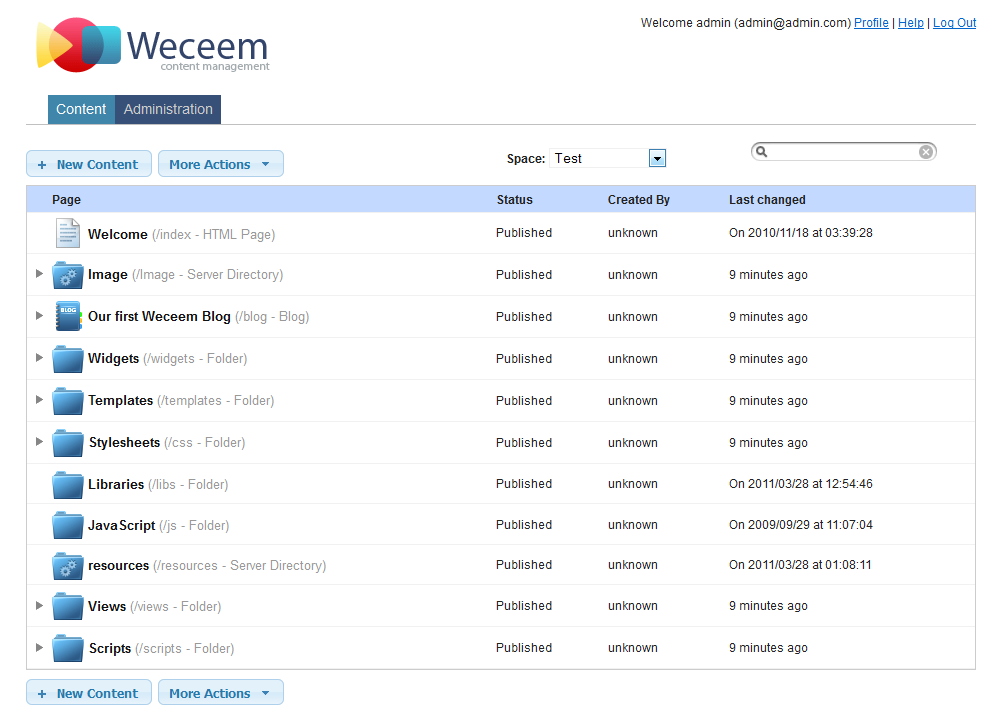 Welcome admin (admin@admin.com) Profile | Help | Log Out
Weceem
content management
Content Administration
+ New Content More Actions Space: Test
Page Status Created By Last changed
Welcome (/index - HTML Page) Published unknown On 2010/11/18 at 03:39:28
Image (/Image - Server Directory) Published unknown 9 minutes ago
BLOG Our first Weceem Blog (/blog - Blog) Published unknown 9 minutes ago
Widgets (/widgets - Folder) Published unknown 9 minutes ago
Templates (/templates - Folder) Published unknown 9 minutes ago
Stylesheets (/css - Folder) Published unknown 9 minutes ago
Libraries (/libs - Folder) Published unknown On 2011/03/28 at 12:54:46
JavaScript (/js - Folder) Published unknown On 2009/09/29 at 11:07:04
resources (/resources - Server Directory) Published unknown On 2011/03/28 at 01:08:11
Views (/views - Folder) Published unknown 9 minutes ago
Scripts (/scripts - Folder) Published unknown 9 minutes ago
+ New Content More Actions